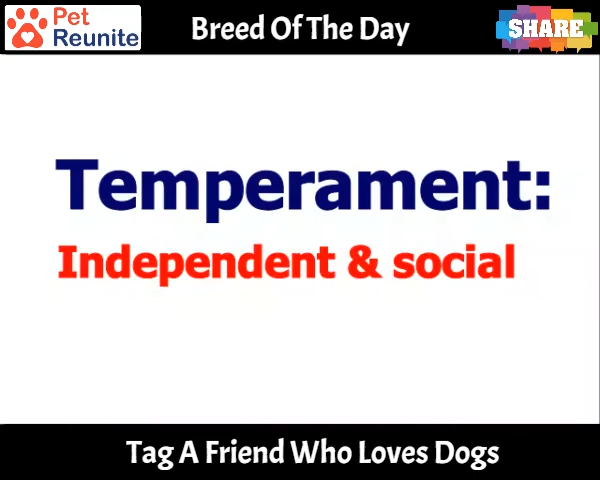 Pet
Reunite
Breed Of The Day
SHARE
Temperament:
Independent & social
Tag A Friend Who Loves Dogs